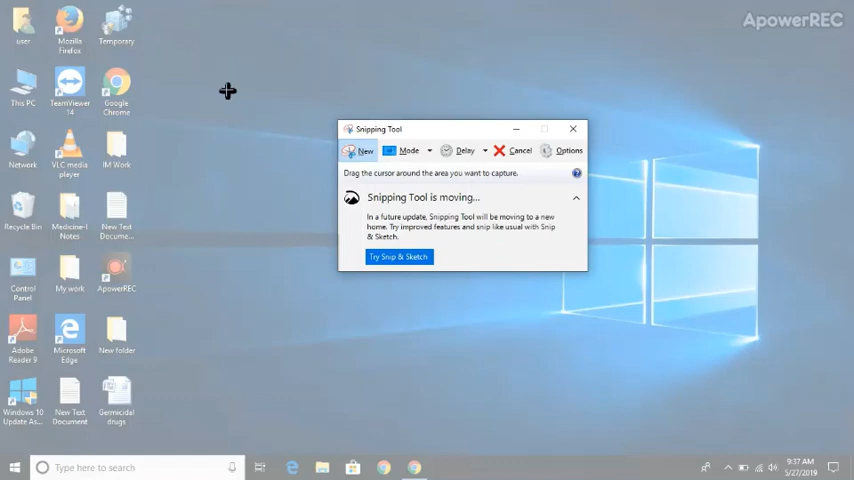 ApowerREC
user
Mozilla
Firefox
Temporary
This PC
TeamViewer
14
Google
Chrome
Network
VLC media
player
IM Work
Recycle Bin
Medicine-I
Notes
New Text
Docume...
Control
Panel
My work
ApowerREC
Adobe
Reader 9
Microsoft
Edge
New folder
Windows 10
Update As...
New Text
Document
Germicidal
drugs
Snipping Tool
New Mode Delay Cancel Options
Drag the cursor around the area you want to capture.
Snipping Tool is moving...
In a future update, Snipping Tool will be moving to a new
home. Try improved features and snip like usual with Snip
& Sketch.
Try Snip & Sketch
Type here to search
9:37 AM
5/27/2019